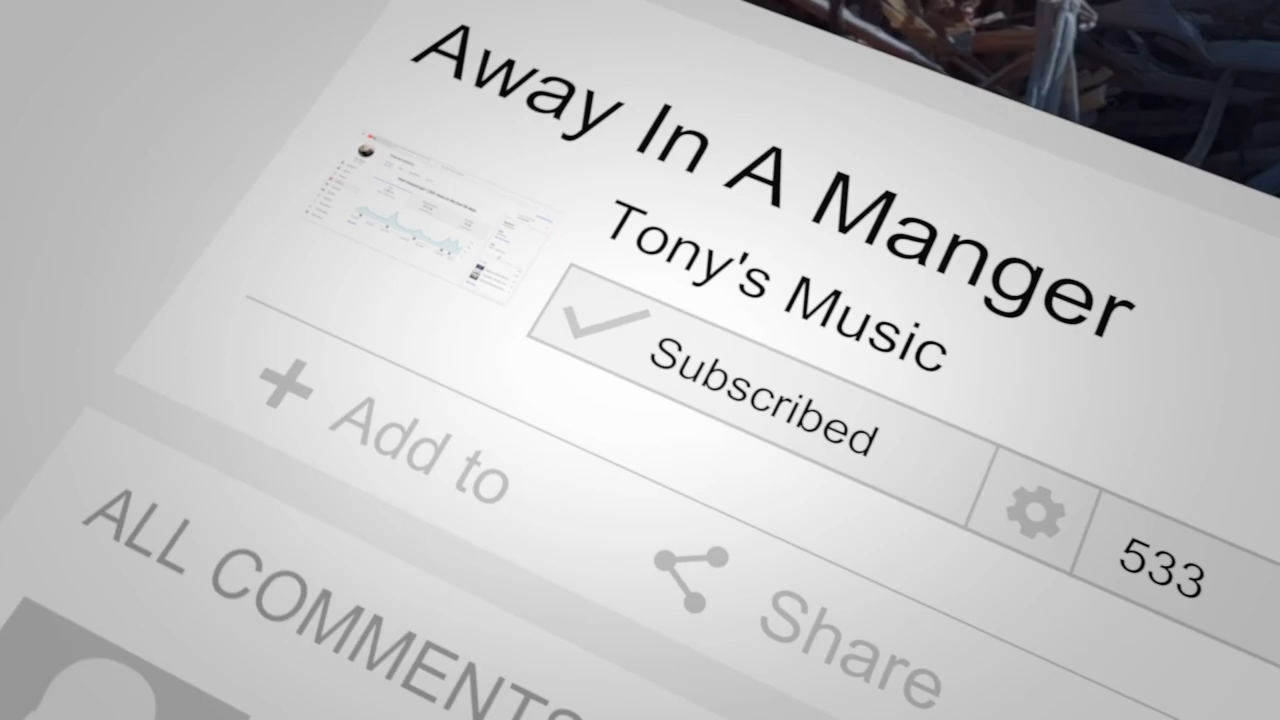 Away In A Manger
Tony's Music
Subscribed
533
Add to
Share
ALL COMMENTS